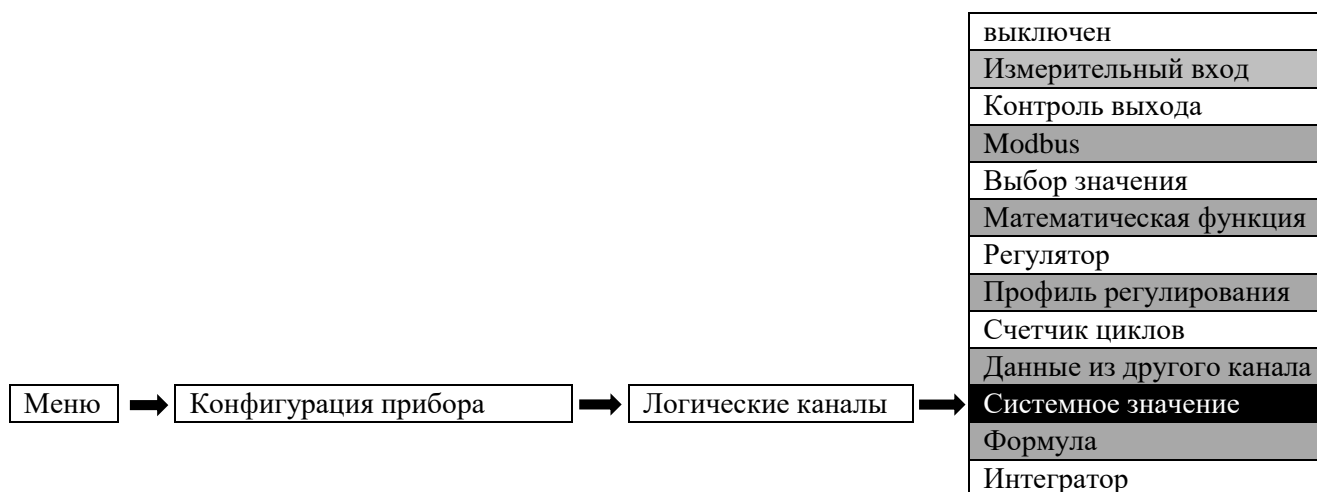 выключен
Измерительный вход
Контроль выхода
Modbus
Выбор значения
Математическая функция
Регулятор
Профиль регулирования
Счетчик циклов
Данные из другого канала
Меню Конфигурация прибора Логические каналы Системное значение
Формула
Интегратор